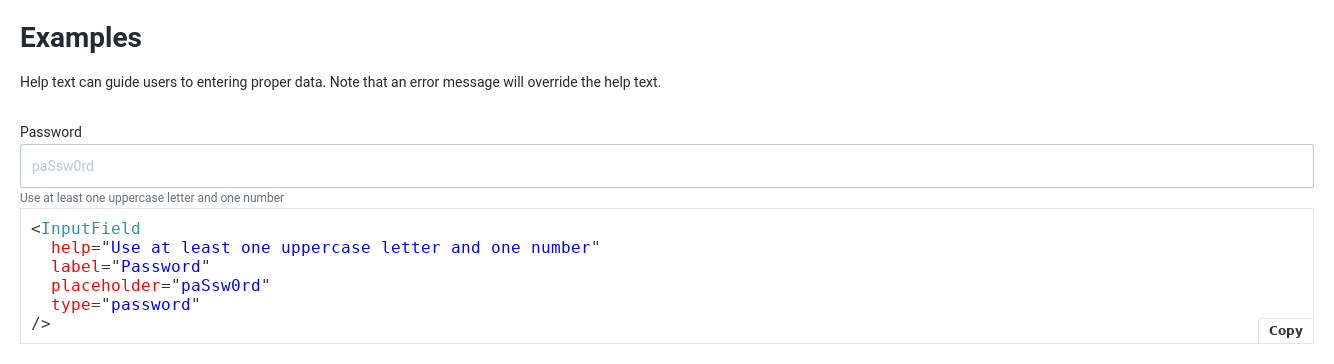 Examples
Help text can guide users to entering proper data. Note that an error message will override the help text.
Password
paSsw0rd
Use at least one uppercase letter and one number
<InputField
  help="Use at least one uppercase letter and one number"
  label="Password"
  placeholder="paSsw0rd"
  type="password"
/>
Copy